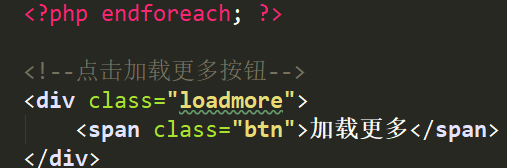 <?php endforeach; ?>
<!--点击加载更多按钮-->
<div class="loadmore">
<span class="btn">加载更多</span>
</div>